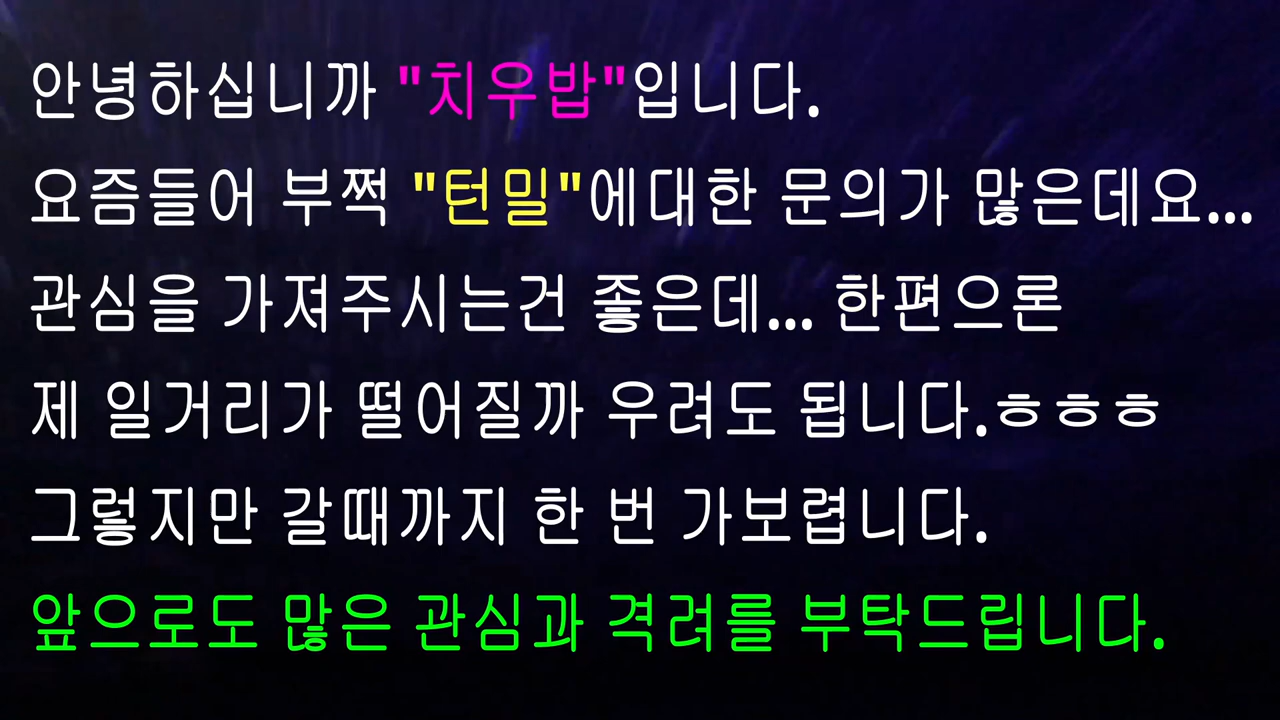 안녕하십니까 "치우밥"입니다.
요즘들어 부쩍 "턴밀"에대한 문의가 많은데요...
관심을 가져주시는건 좋은데... 한편으론
제 일거리가 떨어질까 우려도 됩니다.ㅎㅎㅎ
그렇지만 갈때까지 한 번 가보렵니다.
앞으로도 많은 관심과 격려를 부탁드립니다.